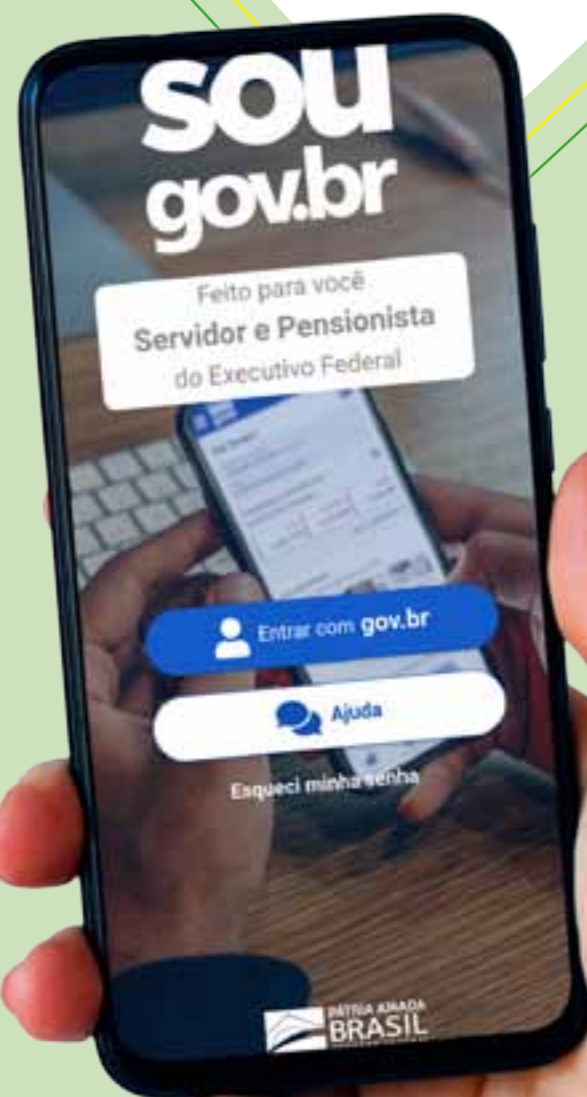 sou
gov.br
Feito para você
Servidor e Pensionista
do Executivo Federal
Entrar com gov.br
Ajuda
Esqueci minha senha
PÁTRIA AMADA
BRASIL